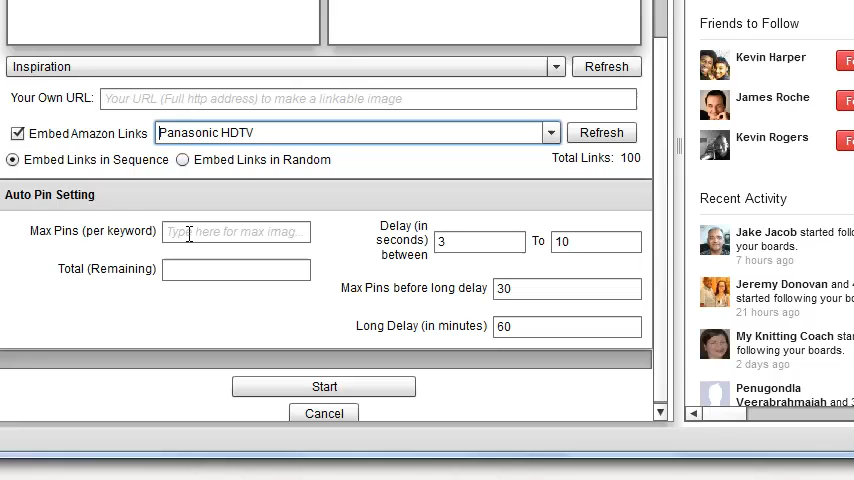 Inspiration
Refresh
Your Own URL:
Your URL (Full http address) to make a linkable image
Embed Amazon Links
Panasonic HDTV
Refresh
Embed Links in Sequence
Embed Links in Random
Total Links: 100
Auto Pin Setting
Max Pins (per keyword)
Type here for max imag...
Total (Remaining)
Delay (in
seconds)
between
3
To
10
Max Pins before long delay
30
Long Delay (in minutes)
60
Start
Cancel
Friends to Follow
Kevin Harper
James Roche
Kevin Rogers
Recent Activity
Jake Jacob started foll
your boards.
7 hours ago
Jeremy Donovan and 4
started following your bo
21 hours ago
My Knitting Coach star
following your boards.
2 days ago
Penugondla
Veerabrahmaiah and 3